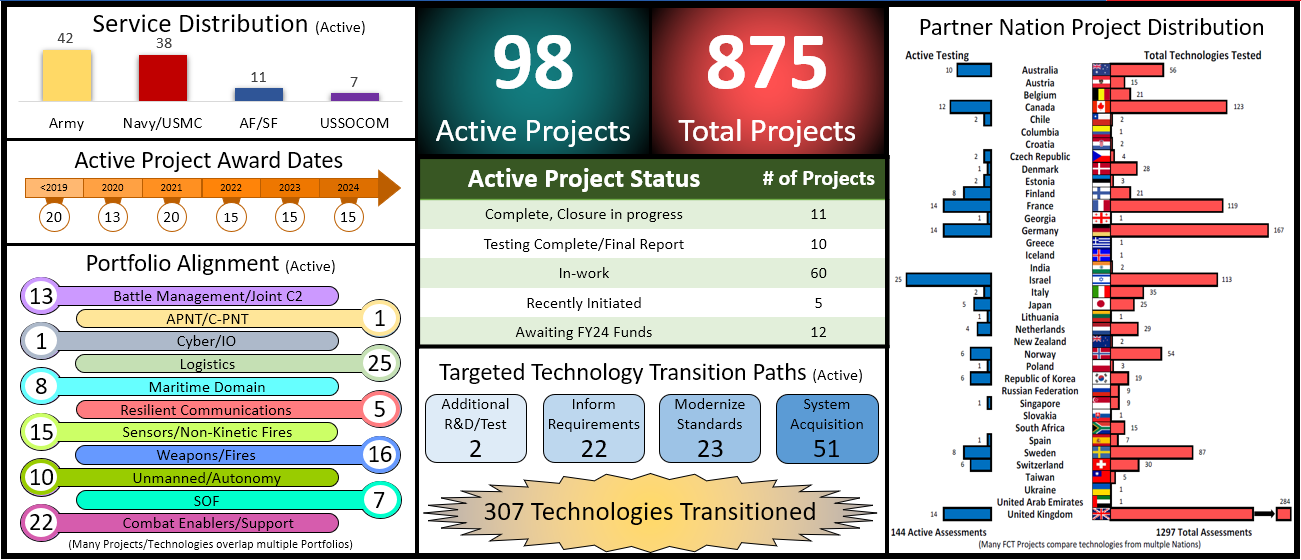 Service Distribution (Active)
42
38
11
7
Army Navy/USMC AF/SF USSOCOM
Active Project Award Dates
<2019 2020 2021 2022 2023 2024
20 13 20 15 15 15
Portfolio Alignment (Active)
13 Battle Management/Joint C2
APNT/C-PNT 1
1 Cyber/IO
Logistics 25
8 Maritime Domain
Resilient Communications 5
15 Sensors/Non-Kinetic Fires
Weapons/Fires 16
10 Unmanned/Autonomy
SOF 7
22 Combat Enablers/Support
(Many Projects/Technologies overlap multiple Portfolios)
98
Active Projects
875
Total Projects
Active Project Status # of Projects
Complete, Closure in progress 11
Testing Complete/Final Report 10
In-work 60
Recently Initiated 5
Awaiting FY24 Funds 12
Targeted Technology Transition Paths (Active)
Additional
R&D/Test
2
Inform
Requirements
22
Modernize
Standards
23
System
Acquisition
51
307 Technologies Transitioned
Partner Nation Project Distribution
Active Testing Total Technologies Tested
10 Australia 56
Austria 15
Belgium 21
12 Canada 123
2 Chile 2
Columbia 1
Croatia 2
2 Czech Republic 4
1 Denmark 28
2 Estonia 3
8 Finland 21
14 France 119
1 Georgia 1
14 Germany 167
Greece 1
Iceland 1
India 2
25 Israel 113
2 Italy 35
5 Japan 25
1 Lithuania 1
4 Netherlands 29
New Zealand 2
6 Norway 54
1 Poland 3
6 Republic of Korea 19
Russian Federation 9
1 Singapore 9
Slovakia 1
South Africa 15
1 Spain 7
8 Sweden 87
6 Switzerland 30
Taiwan 5
Ukraine 1
United Arab Emirates 1
14 United Kingdom 284
144 Active Assessments 1297 Total Assessments
(Many FCT Projects compare technologies from multple Nations)